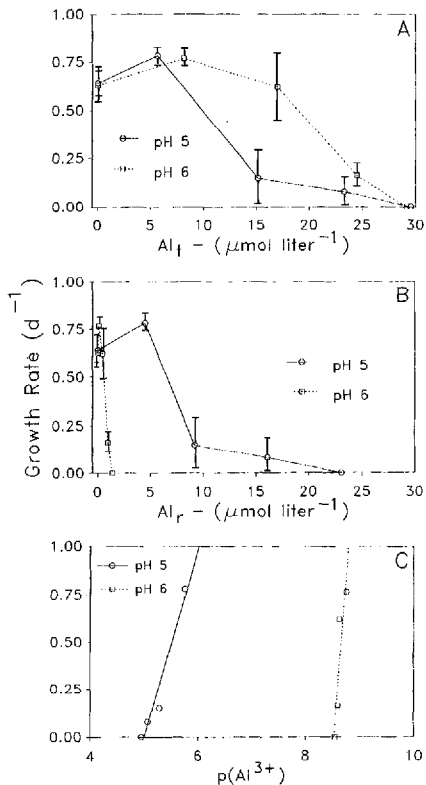 A
1.00
0.75
0.50
0.25
0.00
pH 5
pH 6
0 5 10 15 20 25 30
Al_t - (μmol liter⁻¹)
B
1.00
0.75
0.50
0.25
0.00
pH 5
pH 6
0 5 10 15 20 25 30
Al_r - (μmol liter⁻¹)
Growth Rate (d⁻¹)
C
1.00
0.75
0.50
0.25
0.00
pH 5
pH 6
4 6 8 10
p(Al³⁺)